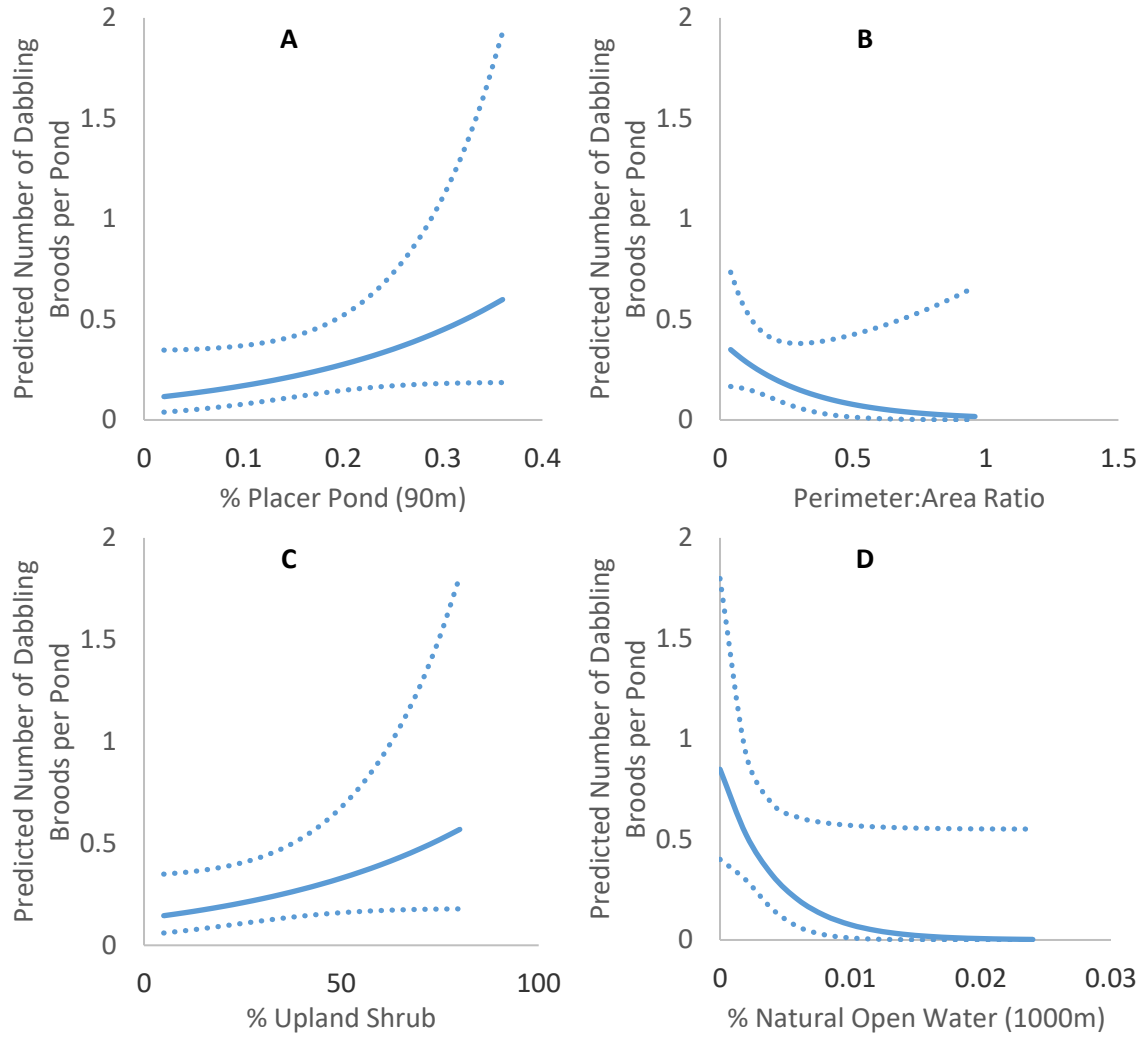 A
Predicted Number of Dabbling
Broods per Pond
2
1.5
1
0.5
0
0
0.1
0.2
0.3
0.4
% Placer Pond (90m)
B
Predicted Number of Dabbling
Broods per Pond
2
1.5
1
0.5
0
0
0.5
1
1.5
Perimeter:Area Ratio
C
Predicted Number of Dabbling
Broods per Pond
2
1.5
1
0.5
0
0
50
100
% Upland Shrub
D
Predicted Number of Dabbling
Broods per Pond
2
1.5
1
0.5
0
0
0.01
0.02
0.03
% Natural Open Water (1000m)